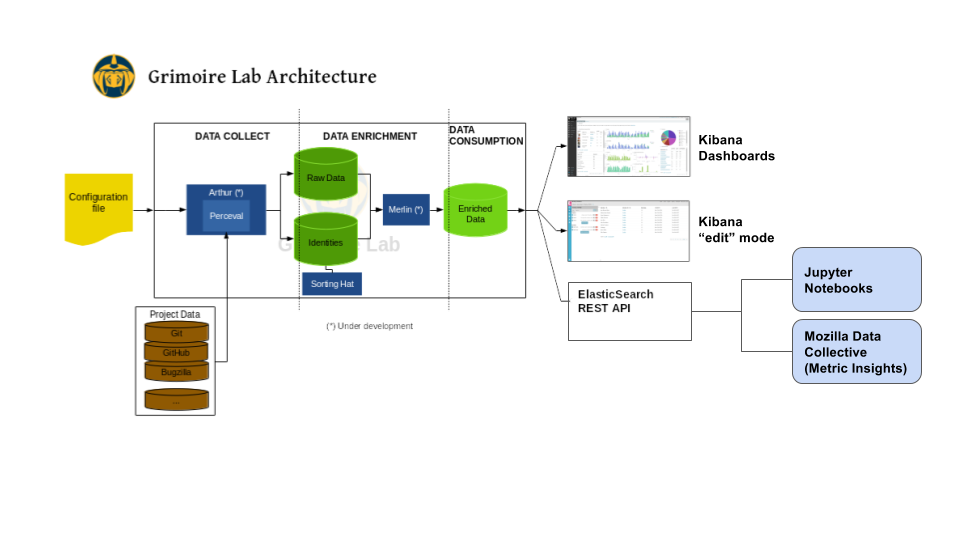 Grimoire Lab Architecture
DATA COLLECT
DATA ENRICHMENT
DATA
CONSUMPTION
Configuration
file
Arthur (*)
Perceval
Raw Data
Identities
Sorting Hat
Merlin (*)
Enriched
Data
(*) Under development
Project Data
Git
GitHub
Bugzilla
...
Kibana
Dashboards
Kibana
“edit” mode
ElasticSearch
REST API
Jupyter
Notebooks
Mozilla Data
Collective
(Metric Insights)